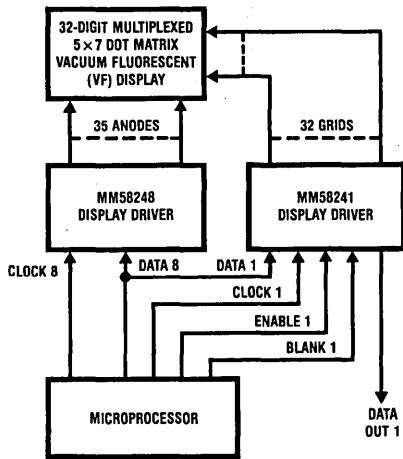 32-DIGIT MULTIPLEXED
5×7 DOT MATRIX
VACUUM FLUORESCENT
(VF) DISPLAY
35 ANODES
32 GRIDS
MM58248
DISPLAY DRIVER
MM58241
DISPLAY DRIVER
CLOCK 8
DATA 8
DATA 1
CLOCK 1
ENABLE 1
BLANK 1
MICROPROCESSOR
DATA
OUT 1